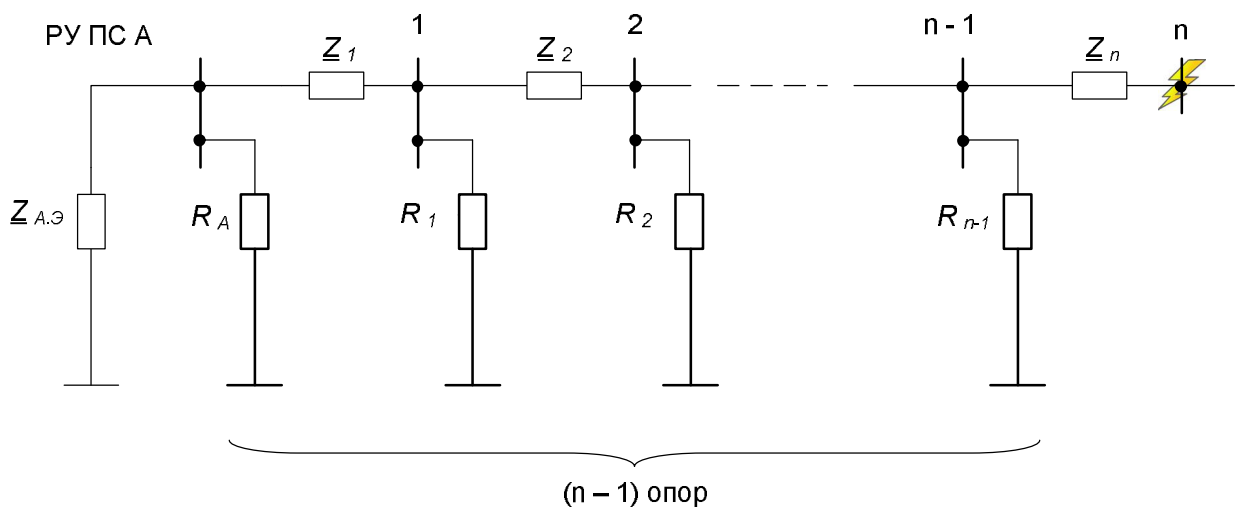 РУ ПС А
1
2
n - 1
n
Z 1
Z 2
Z n
Z А.Э
R A
R 1
R 2
R n-1
(n – 1) опор